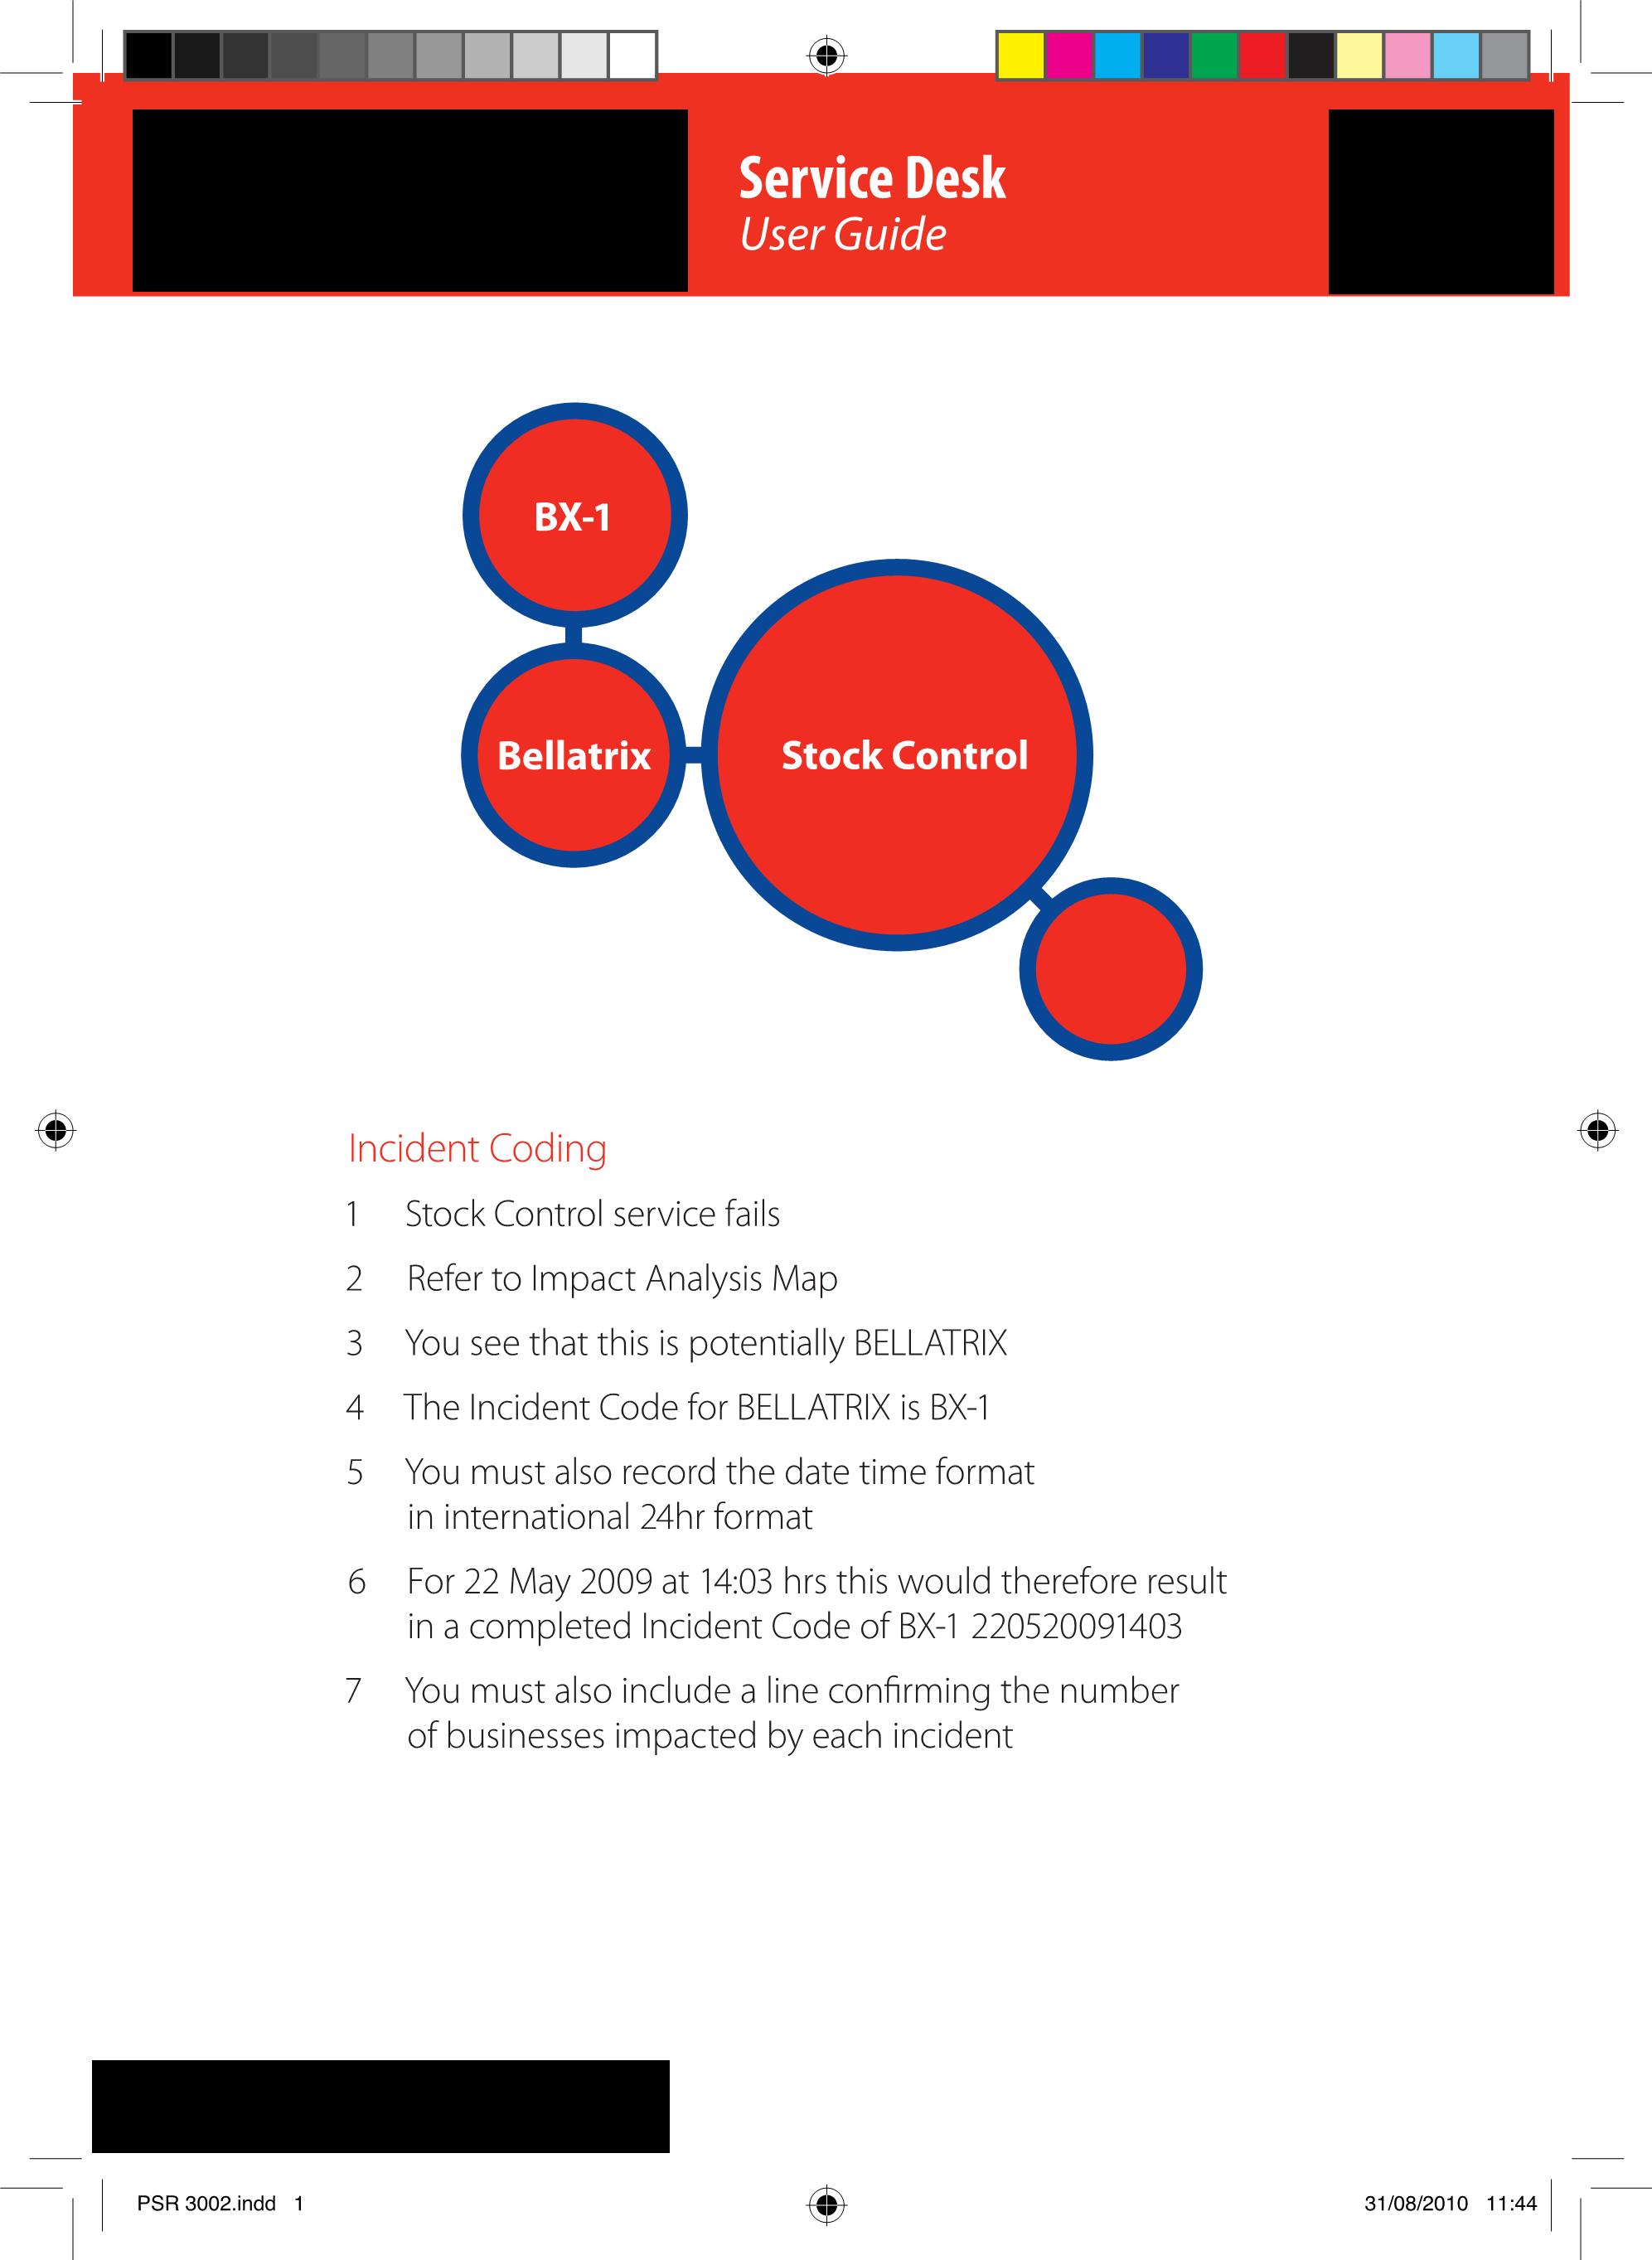 Service Desk
User Guide
BX-1
Bellatrix
Stock Control
Incident Coding
1 Stock Control service fails
2 Refer to Impact Analysis Map
3 You see that this is potentially BELLATRIX
4 The Incident Code for BELLATRIX is BX-1
5 You must also record the date time format
in international 24hr format
6 For 22 May 2009 at 14:03 hrs this would therefore result
in a completed Incident Code of BX-1 220520091403
7 You must also include a line confirming the number
of businesses impacted by each incident
PSR 3002.indd 1
31/08/2010 11:44